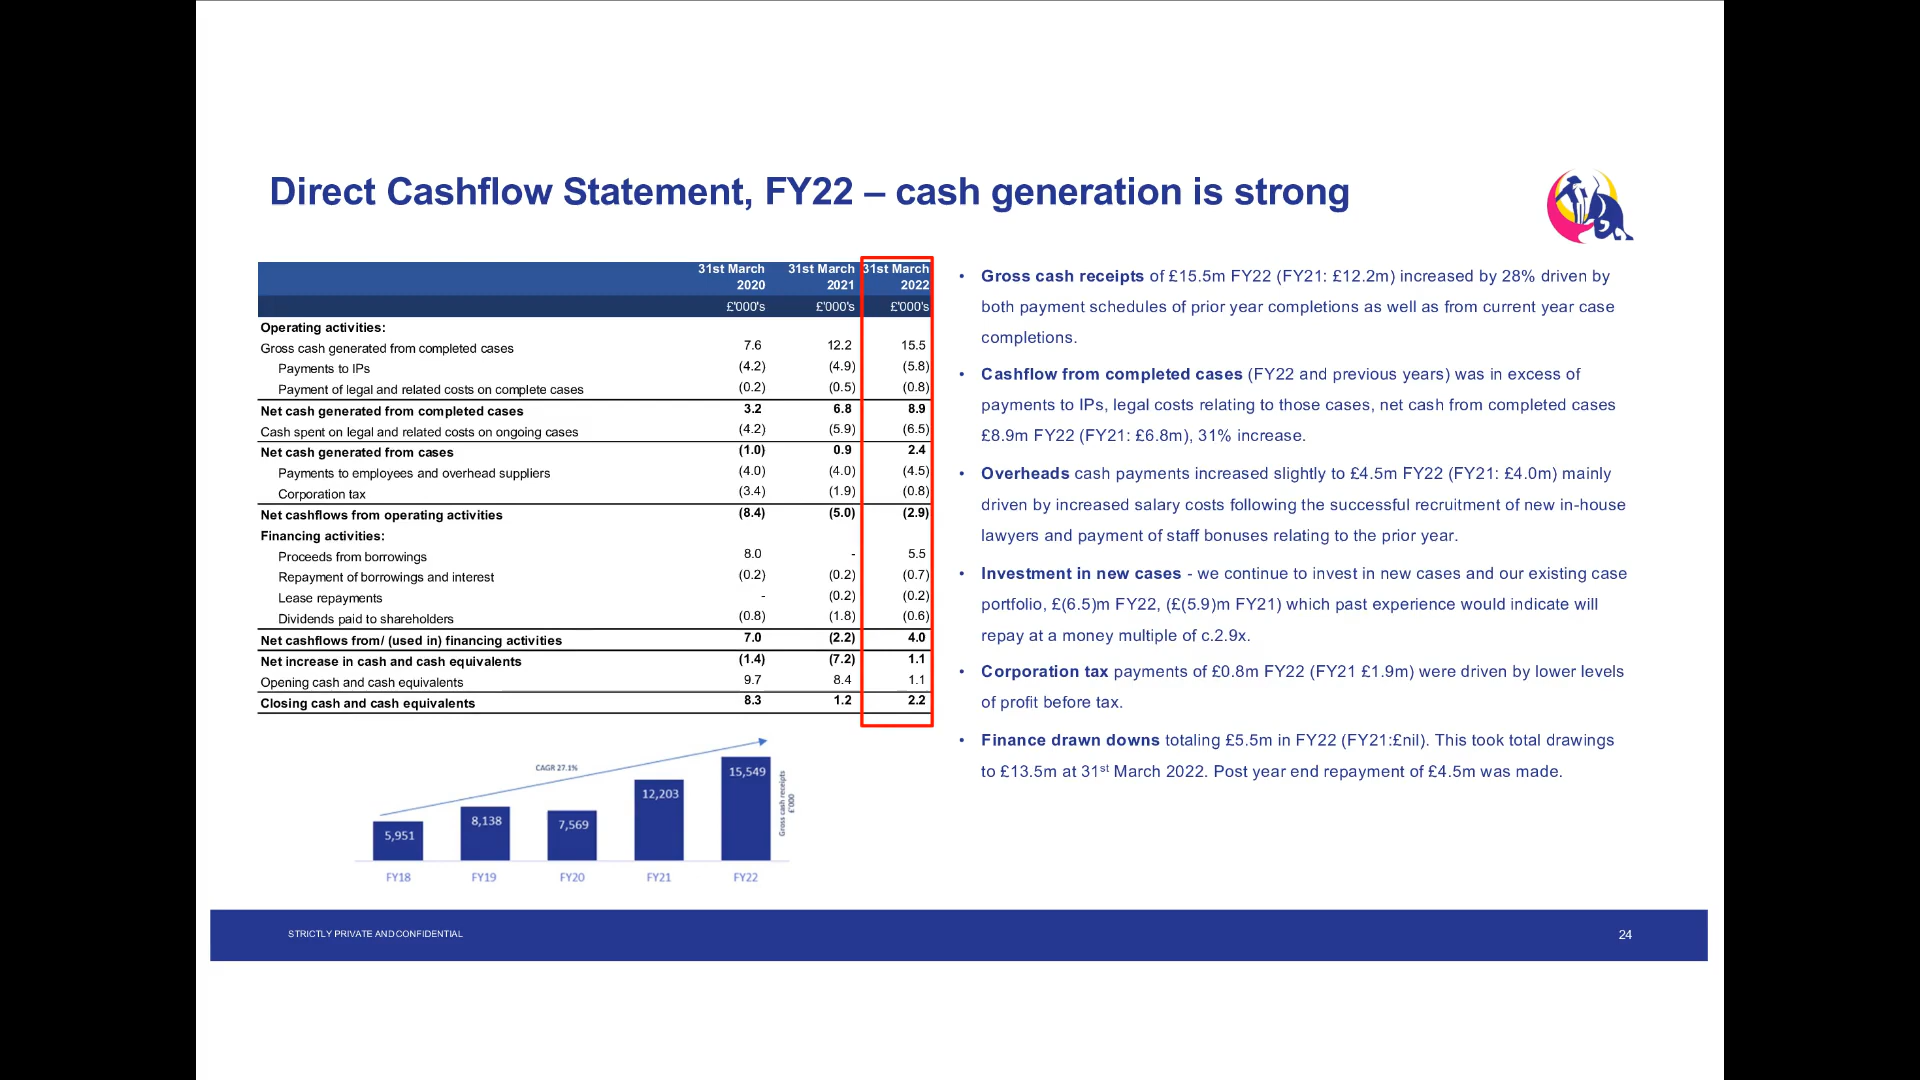 Direct Cashflow Statement, FY22 – cash generation is strong
31st March 2020 31st March 2021 31st March 2022
£'000's £'000's £'000's
Operating activities:
Gross cash generated from completed cases 7.6 12.2 15.5
Payments to IPs (4.2) (4.9) (5.8)
Payment of legal and related costs on complete cases (0.2) (0.5) (0.8)
Net cash generated from completed cases 3.2 6.8 8.9
Cash spent on legal and related costs on ongoing cases (4.2) (5.9) (6.5)
Net cash generated from cases (1.0) 0.9 2.4
Payments to employees and overhead suppliers (4.0) (4.0) (4.5)
Corporation tax (3.4) (1.9) (0.8)
Net cashflows from operating activities (8.4) (5.0) (2.9)
Financing activities:
Proceeds from borrowings 8.0 - 5.5
Repayment of borrowings and interest (0.2) (0.2) (0.7)
Lease repayments - (0.2) (0.2)
Dividends paid to shareholders (0.8) (1.8) (0.6)
Net cashflows from/ (used in) financing activities 7.0 (2.2) 4.0
Net increase in cash and cash equivalents (1.4) (7.2) 1.1
Opening cash and cash equivalents 9.7 8.4 1.1
Closing cash and cash equivalents 8.3 1.2 2.2
CAGR 27.1%
5,951 8,138 7,569 12,203 15,549
Gross cash receipts
£'000
FY18 FY19 FY20 FY21 FY22
• Gross cash receipts of £15.5m FY22 (FY21: £12.2m) increased by 28% driven by
both payment schedules of prior year completions as well as from current year case
completions.
• Cashflow from completed cases (FY22 and previous years) was in excess of
payments to IPs, legal costs relating to those cases, net cash from completed cases
£8.9m FY22 (FY21: £6.8m), 31% increase.
• Overheads cash payments increased slightly to £4.5m FY22 (FY21: £4.0m) mainly
driven by increased salary costs following the successful recruitment of new in-house
lawyers and payment of staff bonuses relating to the prior year.
• Investment in new cases - we continue to invest in new cases and our existing case
portfolio, £(6.5)m FY22, (£(5.9)m FY21) which past experience would indicate will
repay at a money multiple of c.2.9x.
• Corporation tax payments of £0.8m FY22 (FY21 £1.9m) were driven by lower levels
of profit before tax.
• Finance drawn downs totaling £5.5m in FY22 (FY21:£nil). This took total drawings
to £13.5m at 31st March 2022. Post year end repayment of £4.5m was made.
STRICTLY PRIVATE AND CONFIDENTIAL
24